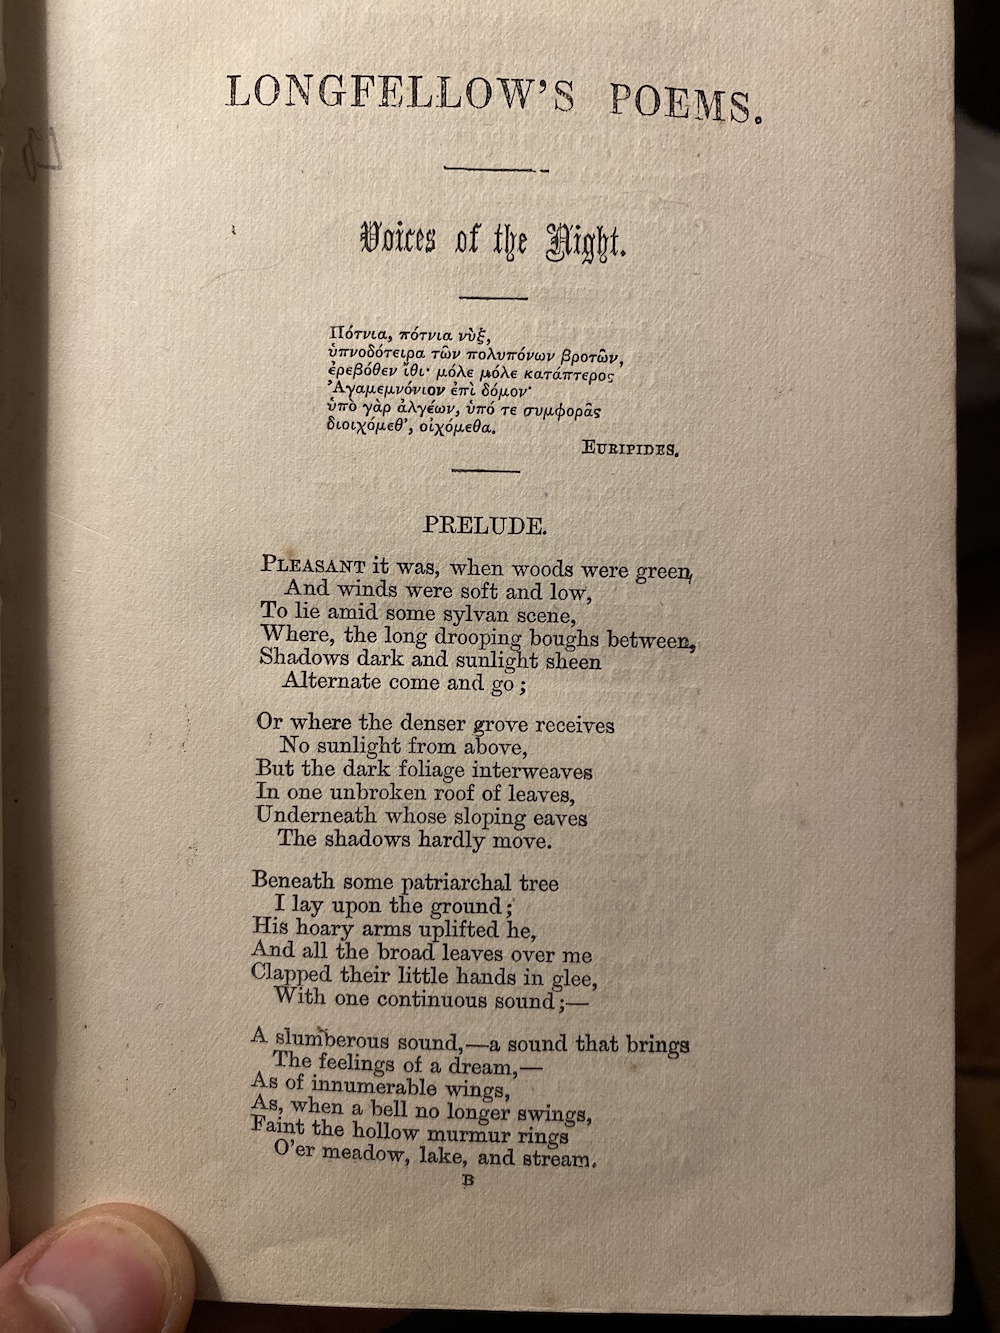 LONGFELLOW'S POEMS.
Voices of the Night.
Πότνια, πότνια νὺξ,
ὑπνοδότειρα τῶν πολυπόνων βροτῶν,
ἐρεβόθεν ἴθι· μόλε μόλε κατάπτερος
Ἀγαμεμνόνιον ἐπὶ δόμον·
ὑπὸ γὰρ ἀλγέων, ὑπό τε συμφορᾶς
διοιχόμεθ', οἰχόμεθα.
EURIPIDES.
PRELUDE.
PLEASANT it was, when woods were green,
And winds were soft and low,
To lie amid some sylvan scene,
Where, the long drooping boughs between,
Shadows dark and sunlight sheen
Alternate come and go;
Or where the denser grove receives
No sunlight from above,
But the dark foliage interweaves
In one unbroken roof of leaves,
Underneath whose sloping eaves
The shadows hardly move.
Beneath some patriarchal tree
I lay upon the ground;
His hoary arms uplifted he,
And all the broad leaves over me
Clapped their little hands in glee,
With one continuous sound;—
A slumberous sound,—a sound that brings
The feelings of a dream,—
As of innumerable wings,
As, when a bell no longer swings,
Faint the hollow murmur rings
O'er meadow, lake, and stream.
B